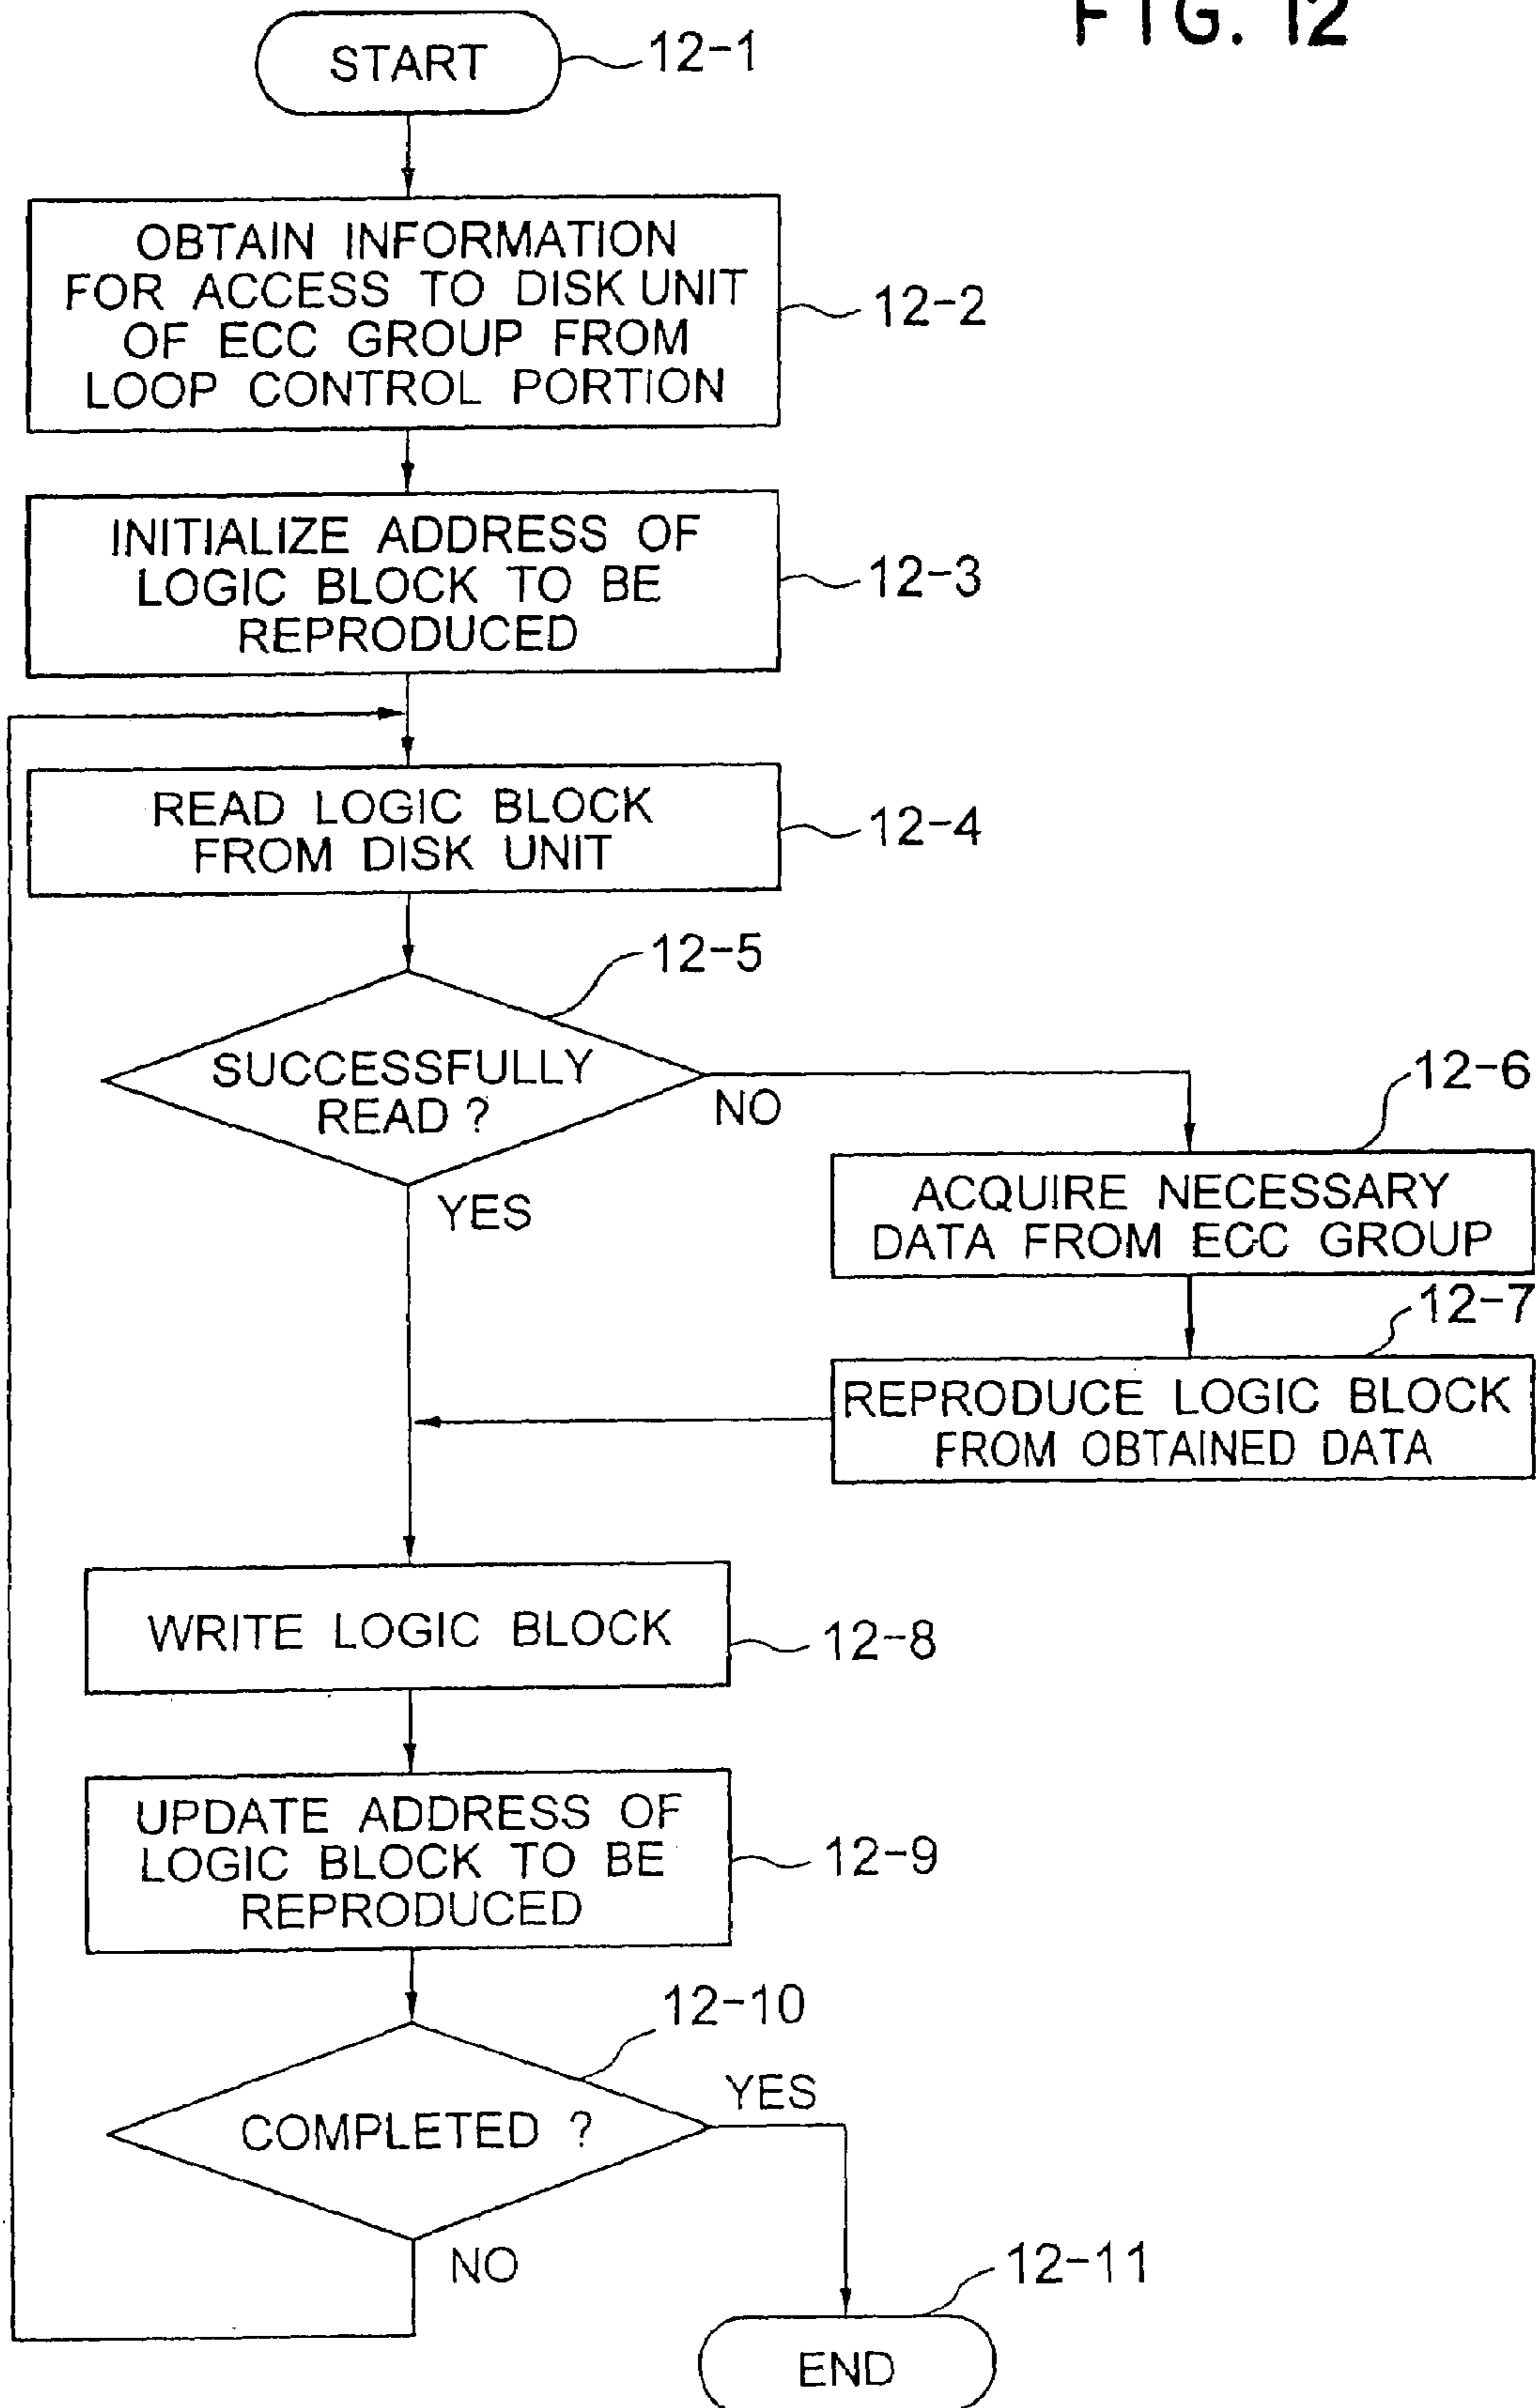 FIG. 12
START
12-1
OBTAIN INFORMATION
FOR ACCESS TO DISK UNIT
OF ECC GROUP FROM
LOOP CONTROL PORTION
12-2
INITIALIZE ADDRESS OF
LOGIC BLOCK TO BE
REPRODUCED
12-3
READ LOGIC BLOCK
FROM DISK UNIT
12-4
12-5
SUCCESSFULLY
READ ?
NO
YES
12-6
ACQUIRE NECESSARY
DATA FROM ECC GROUP
12-7
REPRODUCE LOGIC BLOCK
FROM OBTAINED DATA
WRITE LOGIC BLOCK
12-8
UPDATE ADDRESS OF
LOGIC BLOCK TO BE
REPRODUCED
12-9
12-10
COMPLETED ?
YES
NO
12-11
END